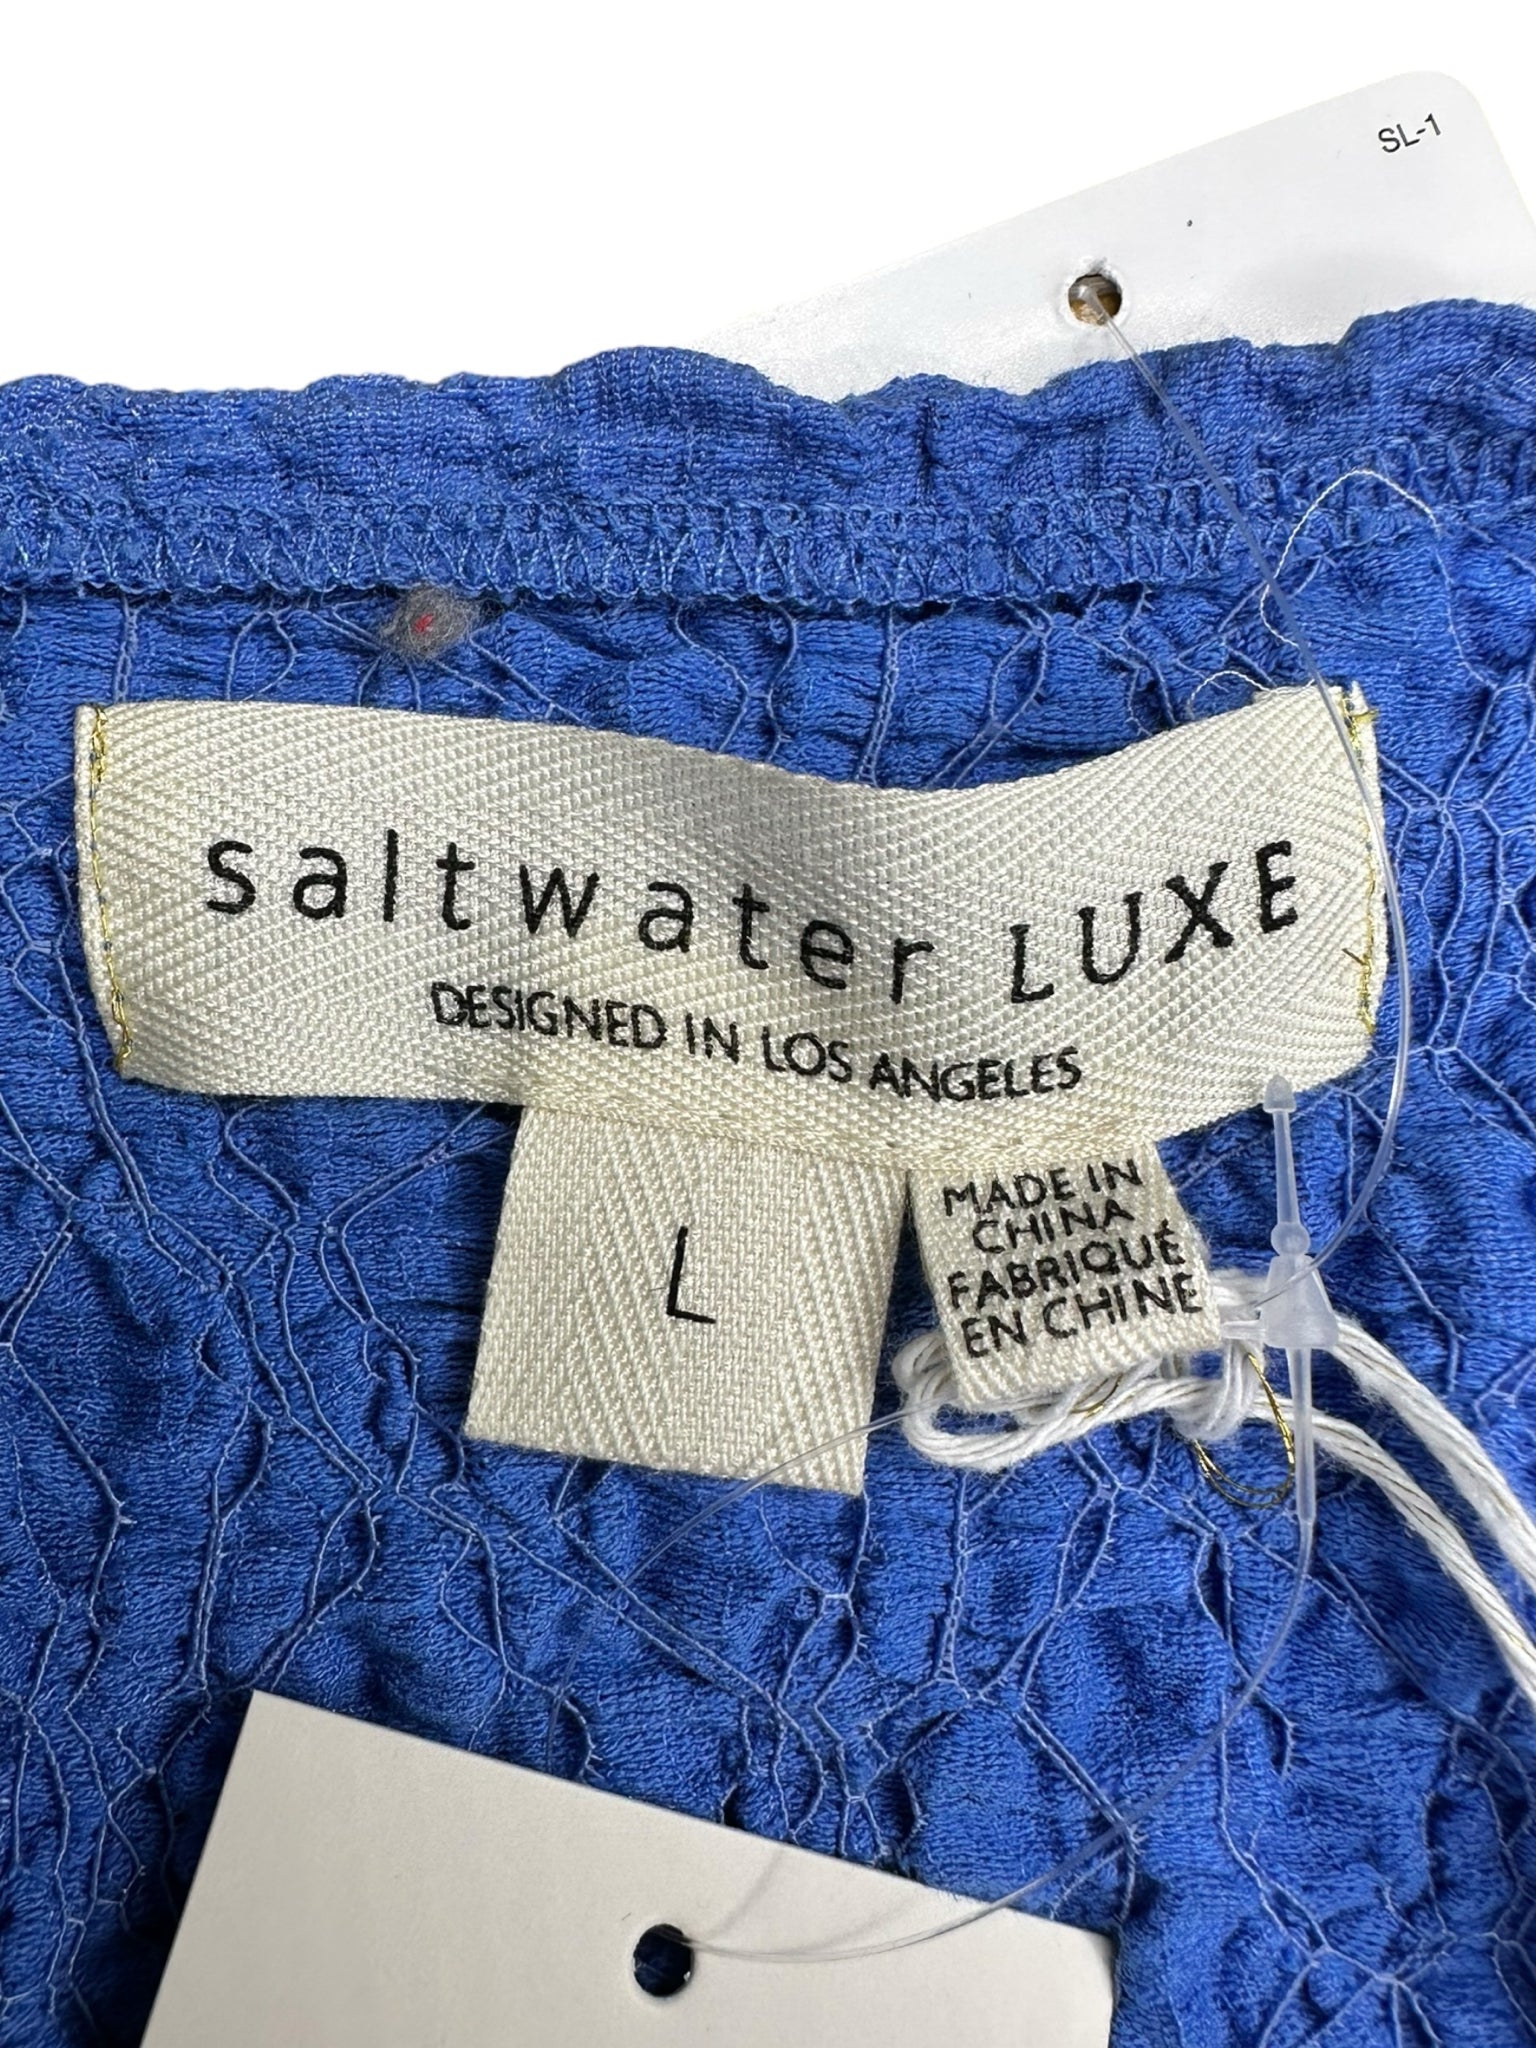 SL-1
saltwater LUXE
DESIGNED IN LOS ANGELES
L
MADE IN
CHINA
FABRIQUÉ
EN CHINE